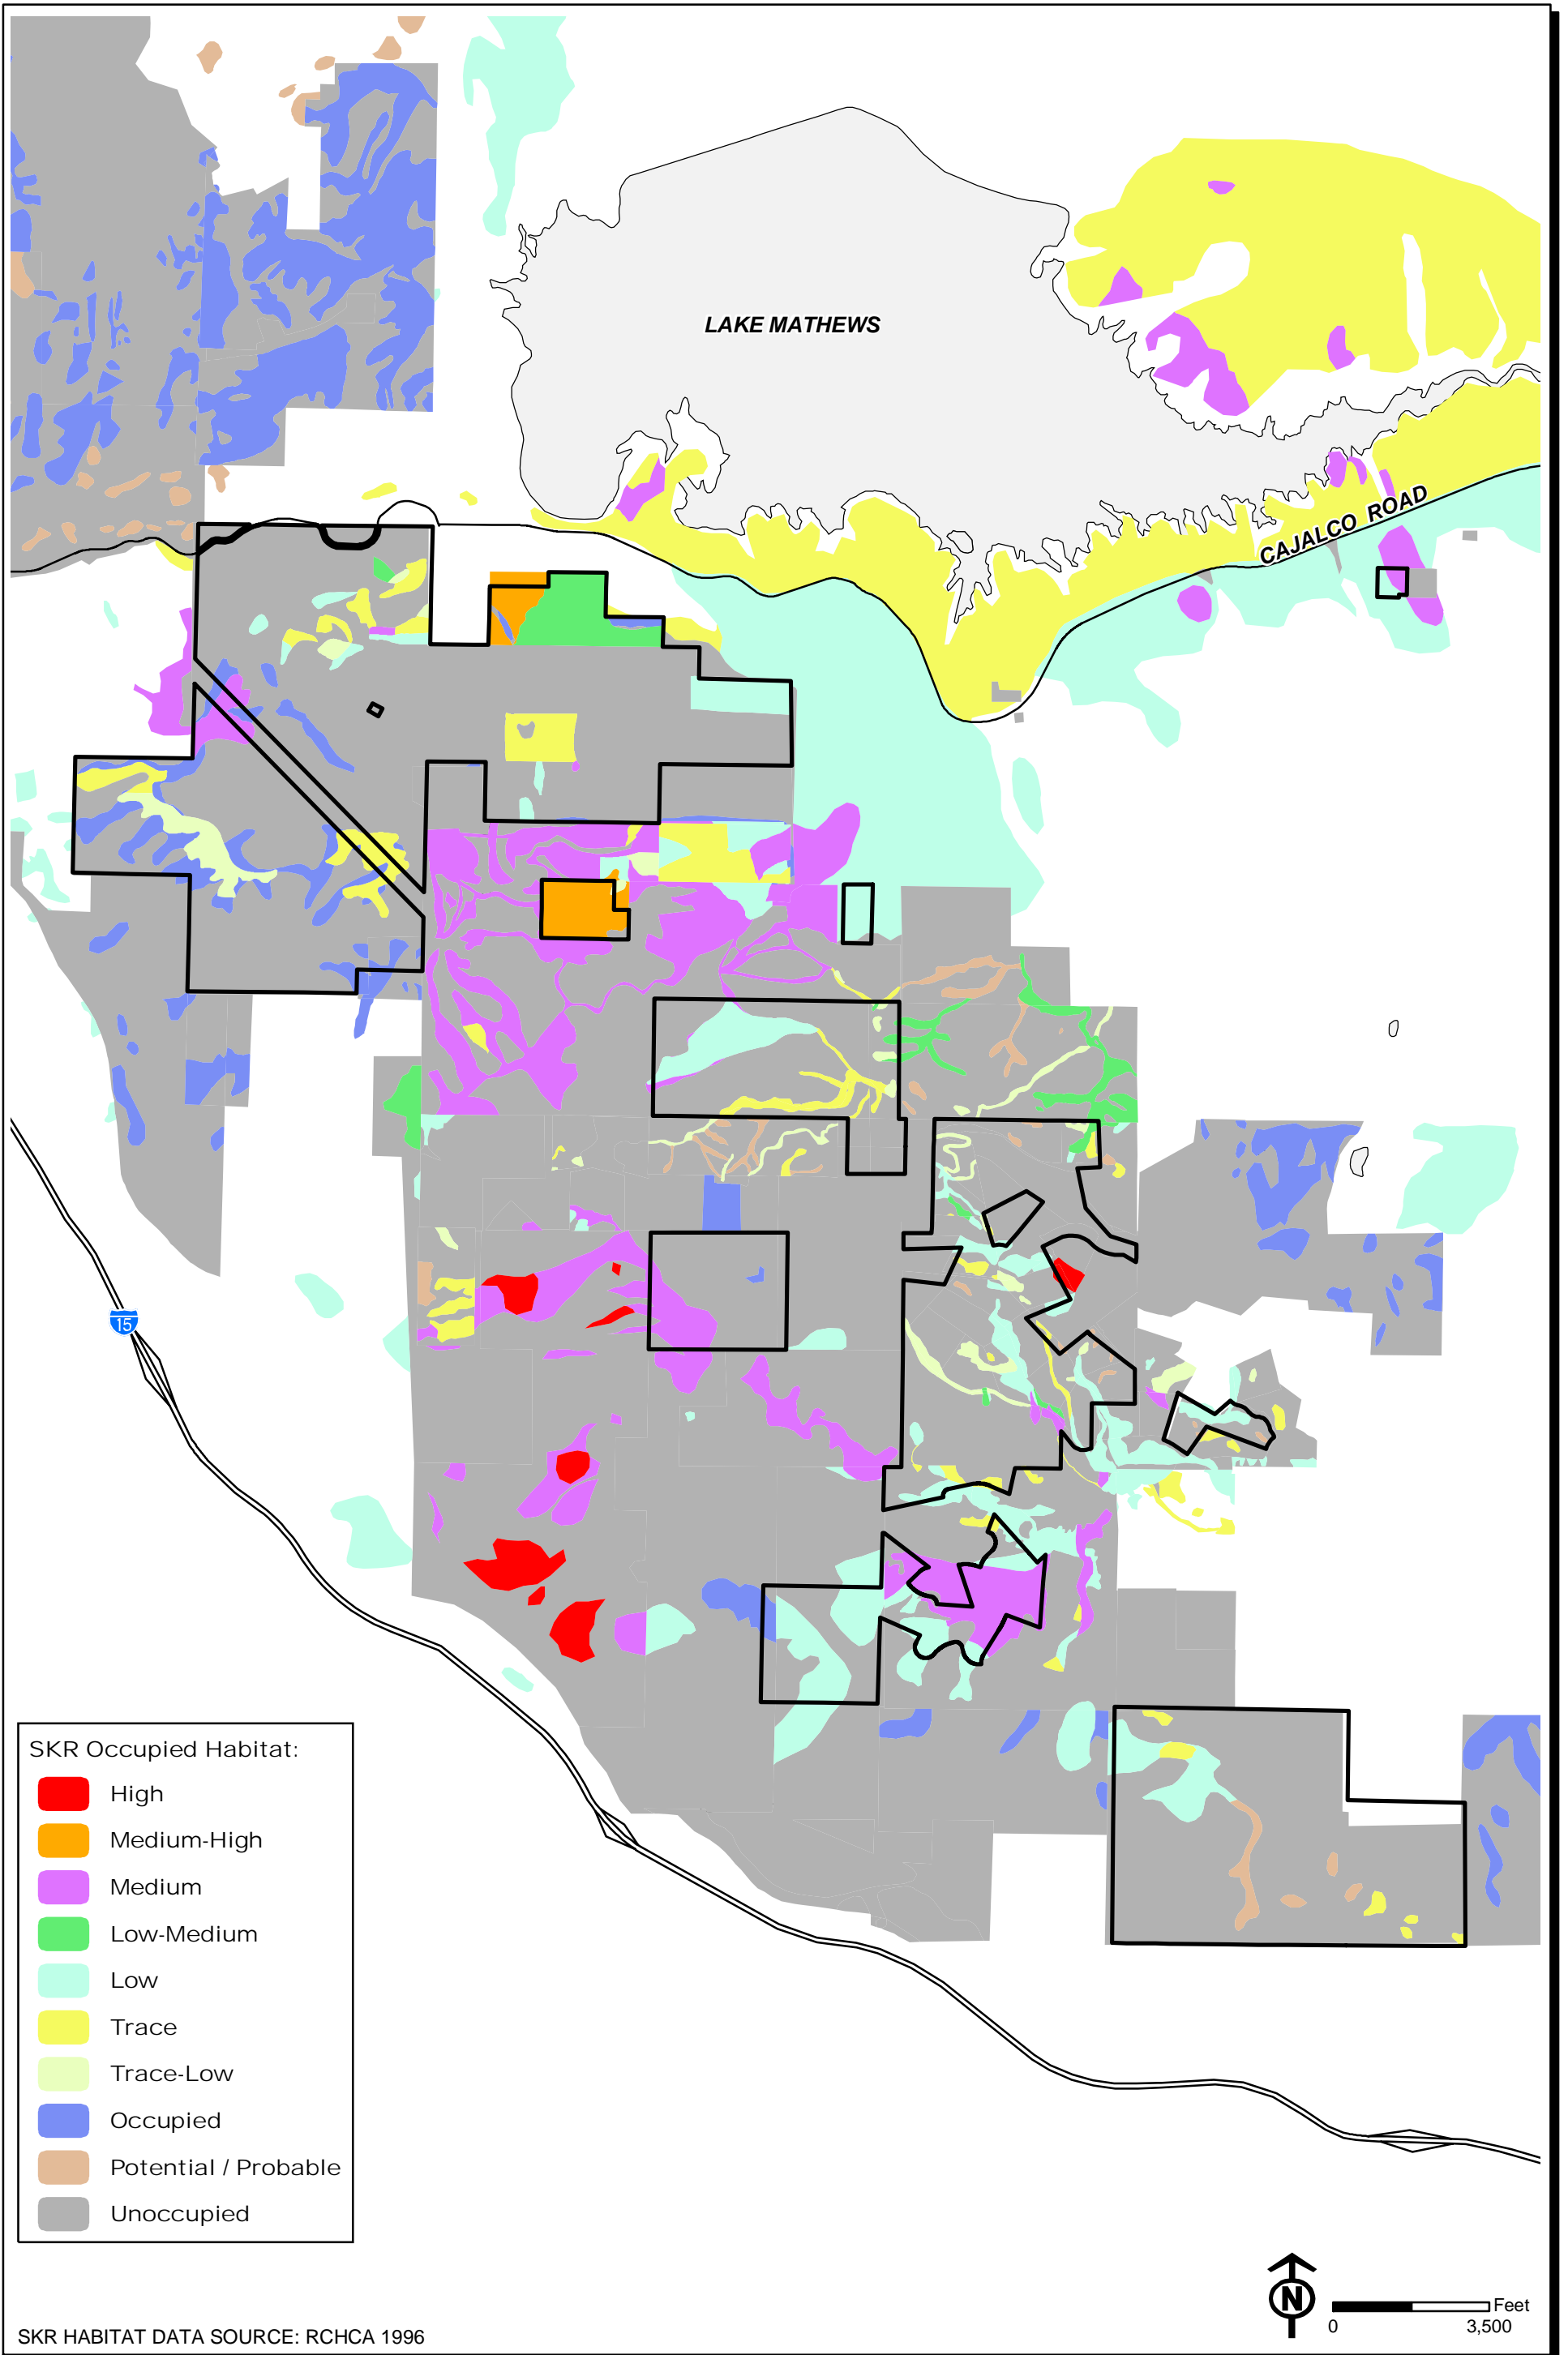 LAKE MATHEWS
CAJALCO ROAD
15
SKR Occupied Habitat:
High
Medium-High
Medium
Low-Medium
Low
Trace
Trace-Low
Occupied
Potential / Probable
Unoccupied
N
Feet
0 3,500
SKR HABITAT DATA SOURCE: RCHCA 1996